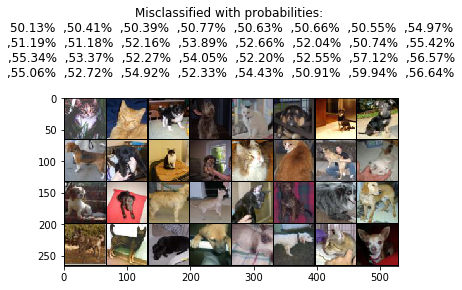 Misclassified with probabilities:
50.13% ,50.41% ,50.39% ,50.77% ,50.63% ,50.66% ,50.55% ,54.97%
,51.19% ,51.18% ,52.16% ,53.89% ,52.66% ,52.04% ,50.74% ,55.42%
,55.34% ,53.37% ,52.27% ,54.05% ,52.20% ,52.55% ,57.12% ,56.57%
,55.06% ,52.72% ,54.92% ,52.33% ,54.43% ,50.91% ,59.94% ,56.64%
0
50
100
150
200
250
0 100 200 300 400 500